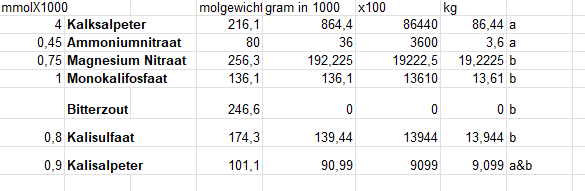 mmolX1000 molgewicht gram in 1000 x100 kg
4 Kalksalpeter 216,1 864,4 86440 86,44 a
0,45 Ammoniumnitraat 80 36 3600 3,6 a
0,75 Magnesium Nitraat 256,3 192,225 19222,5 19,2225 b
1 Monokalifosfaat 136,1 136,1 13610 13,61 b
Bitterzout 246,6 0 0 0 b
0,8 Kalisulfaat 174,3 139,44 13944 13,944 b
0,9 Kalisalpeter 101,1 90,99 9099 9,099 a&b